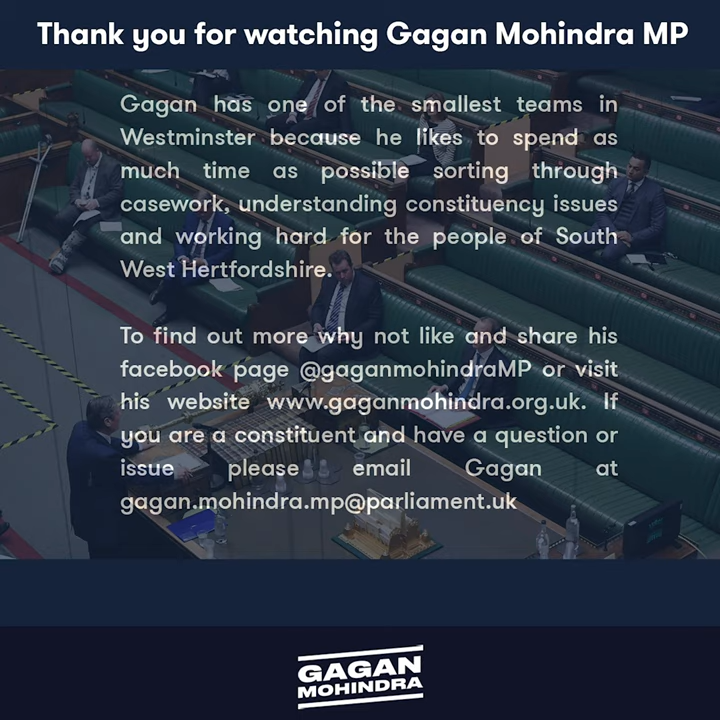 Thank you for watching Gagan Mohindra MP
Gagan has one of the smallest teams in
Westminster because he likes to spend as
much time as possible sorting through
casework, understanding constituency issues
and working hard for the people of South
West Hertfordshire.
To find out more why not like and share his
facebook page @gaganmohindraMP or visit
his website www.gaganmohindra.org.uk. If
you are a constituent and have a question or
issue please email Gagan at
gagan.mohindra.mp@parliament.uk
GAGAN
MOHINDRA